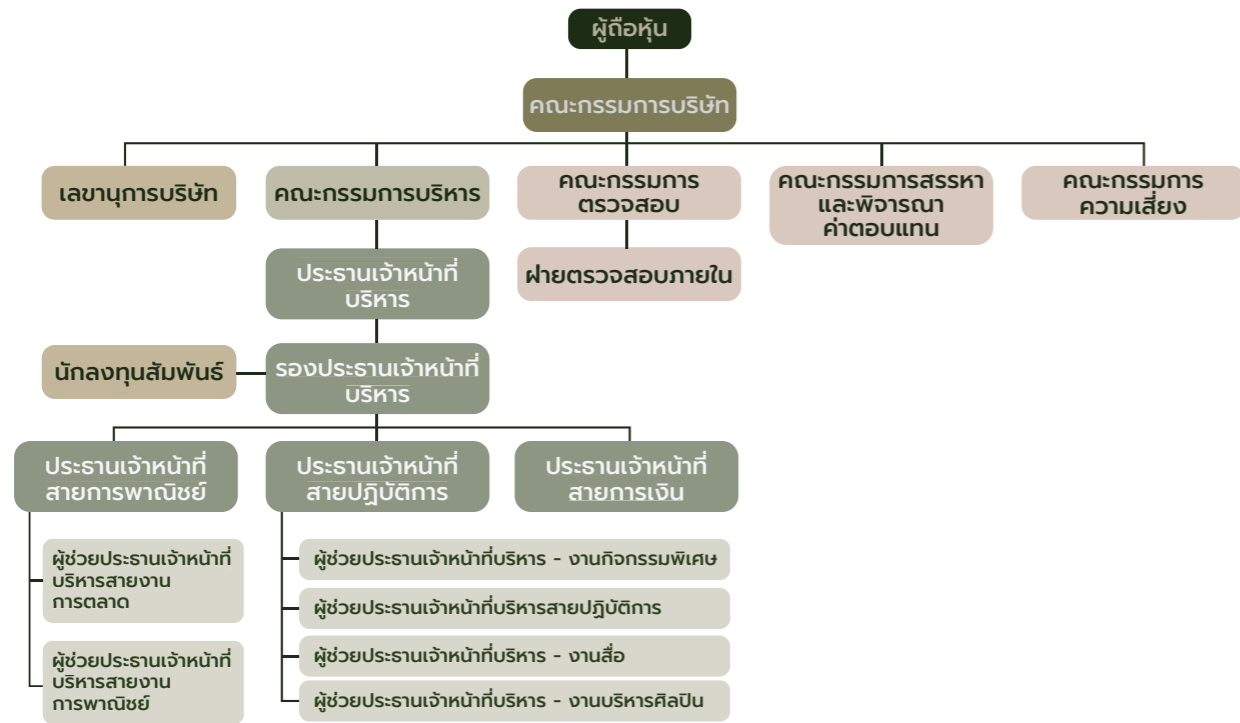 ผู้ถือหุ้น
คณะกรรมการบริษัท
เลขานุการบริษัท
คณะกรรมการบริหาร
คณะกรรมการ
ตรวจสอบ
คณะกรรมการสรรหา
และพิจารณา
ค่าตอบแทน
คณะกรรมการ
ความเสี่ยง
ประธานเจ้าหน้าที่
บริหาร
ฝ่ายตรวจสอบภายใน
นักลงทุนสัมพันธ์
รองประธานเจ้าหน้าที่
บริหาร
ประธานเจ้าหน้าที่
สายการพาณิชย์
ประธานเจ้าหน้าที่
สายปฏิบัติการ
ประธานเจ้าหน้าที่
สายการเงิน
ผู้ช่วยประธานเจ้าหน้าที่
บริหารสายงาน
การตลาด
ผู้ช่วยประธานเจ้าหน้าที่
บริหารสายงาน
การพาณิชย์
ผู้ช่วยประธานเจ้าหน้าที่บริหาร - งานกิจกรรมพิเศษ
ผู้ช่วยประธานเจ้าหน้าที่บริหารสายปฏิบัติการ
ผู้ช่วยประธานเจ้าหน้าที่บริหาร - งานสื่อ
ผู้ช่วยประธานเจ้าหน้าที่บริหาร - งานบริหารศิลปิน